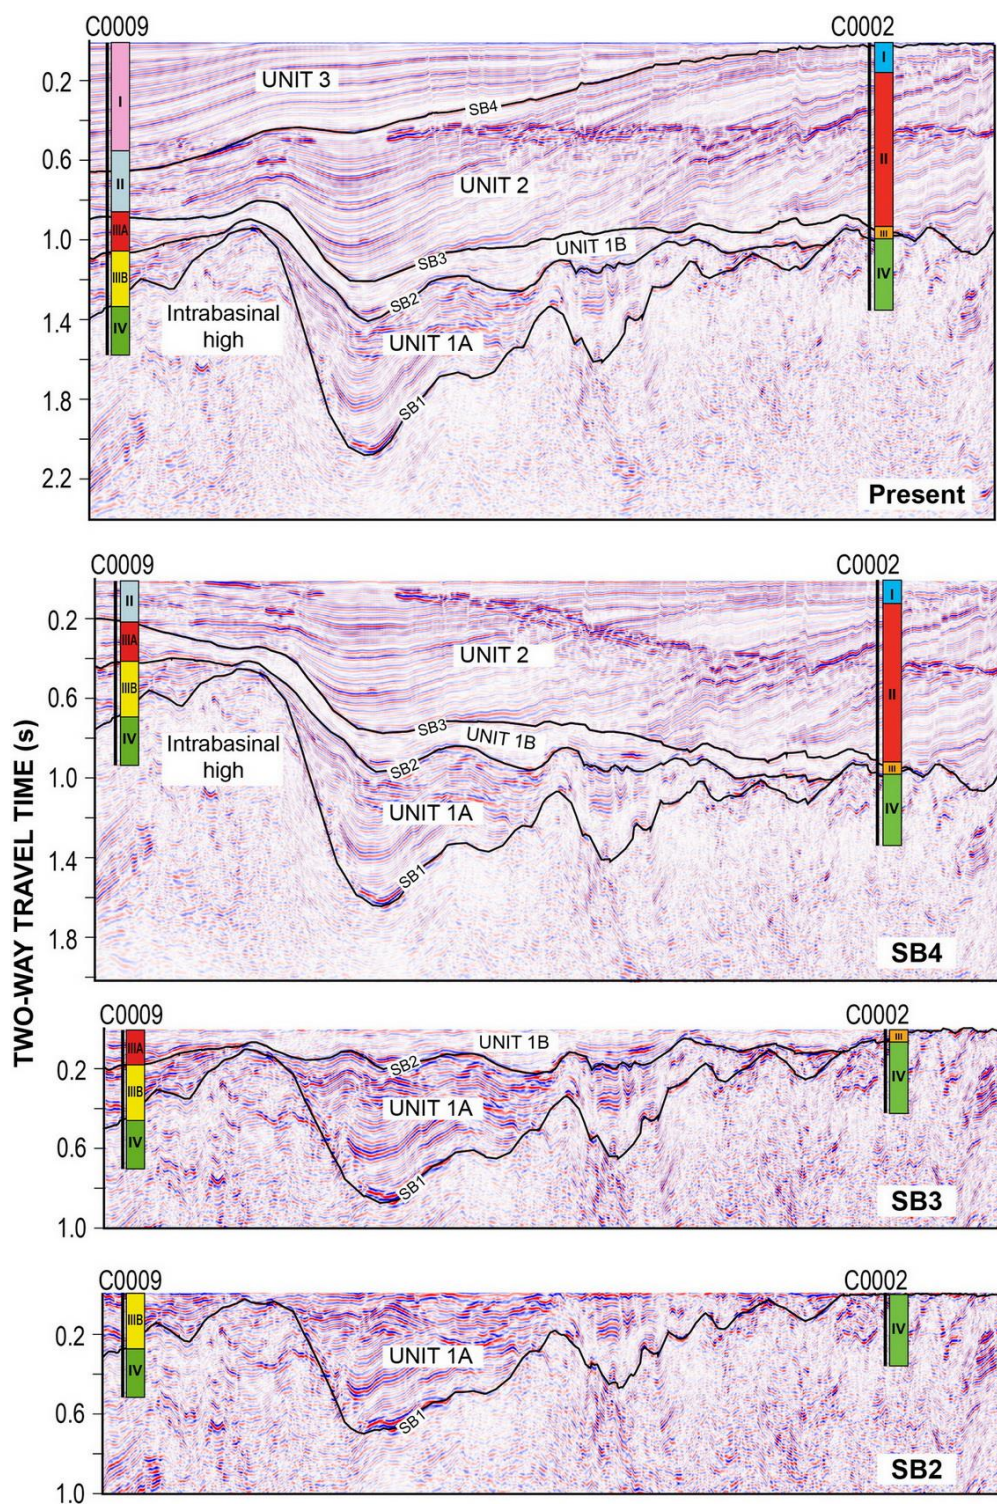 C0009
C0002
UNIT 3
I
I
0.2
SB4
II
0.6
II
UNIT 2
IIIA
III
1.0
SB3
UNIT 1B
IIIB
SB2
IV
Intrabasinal
high
IV
1.4
UNIT 1A
1.8
SB1
2.2
Present
C0009
C0002
II
I
0.2
IIIA
UNIT 2
II
0.6
IIIB
SB3
UNIT 1B
IV
Intrabasinal
high
SB2
III
1.0
IV
UNIT 1A
1.4
SB1
1.8
SB4
TWO-WAY TRAVEL TIME (s)
C0009
C0002
IIIA
UNIT 1B
III
0.2
SB2
IIIB
IV
UNIT 1A
IV
0.6
SB1
SB3
1.0
C0009
C0002
IIIB
IV
0.2
IV
UNIT 1A
0.6
SB1
SB2
1.0